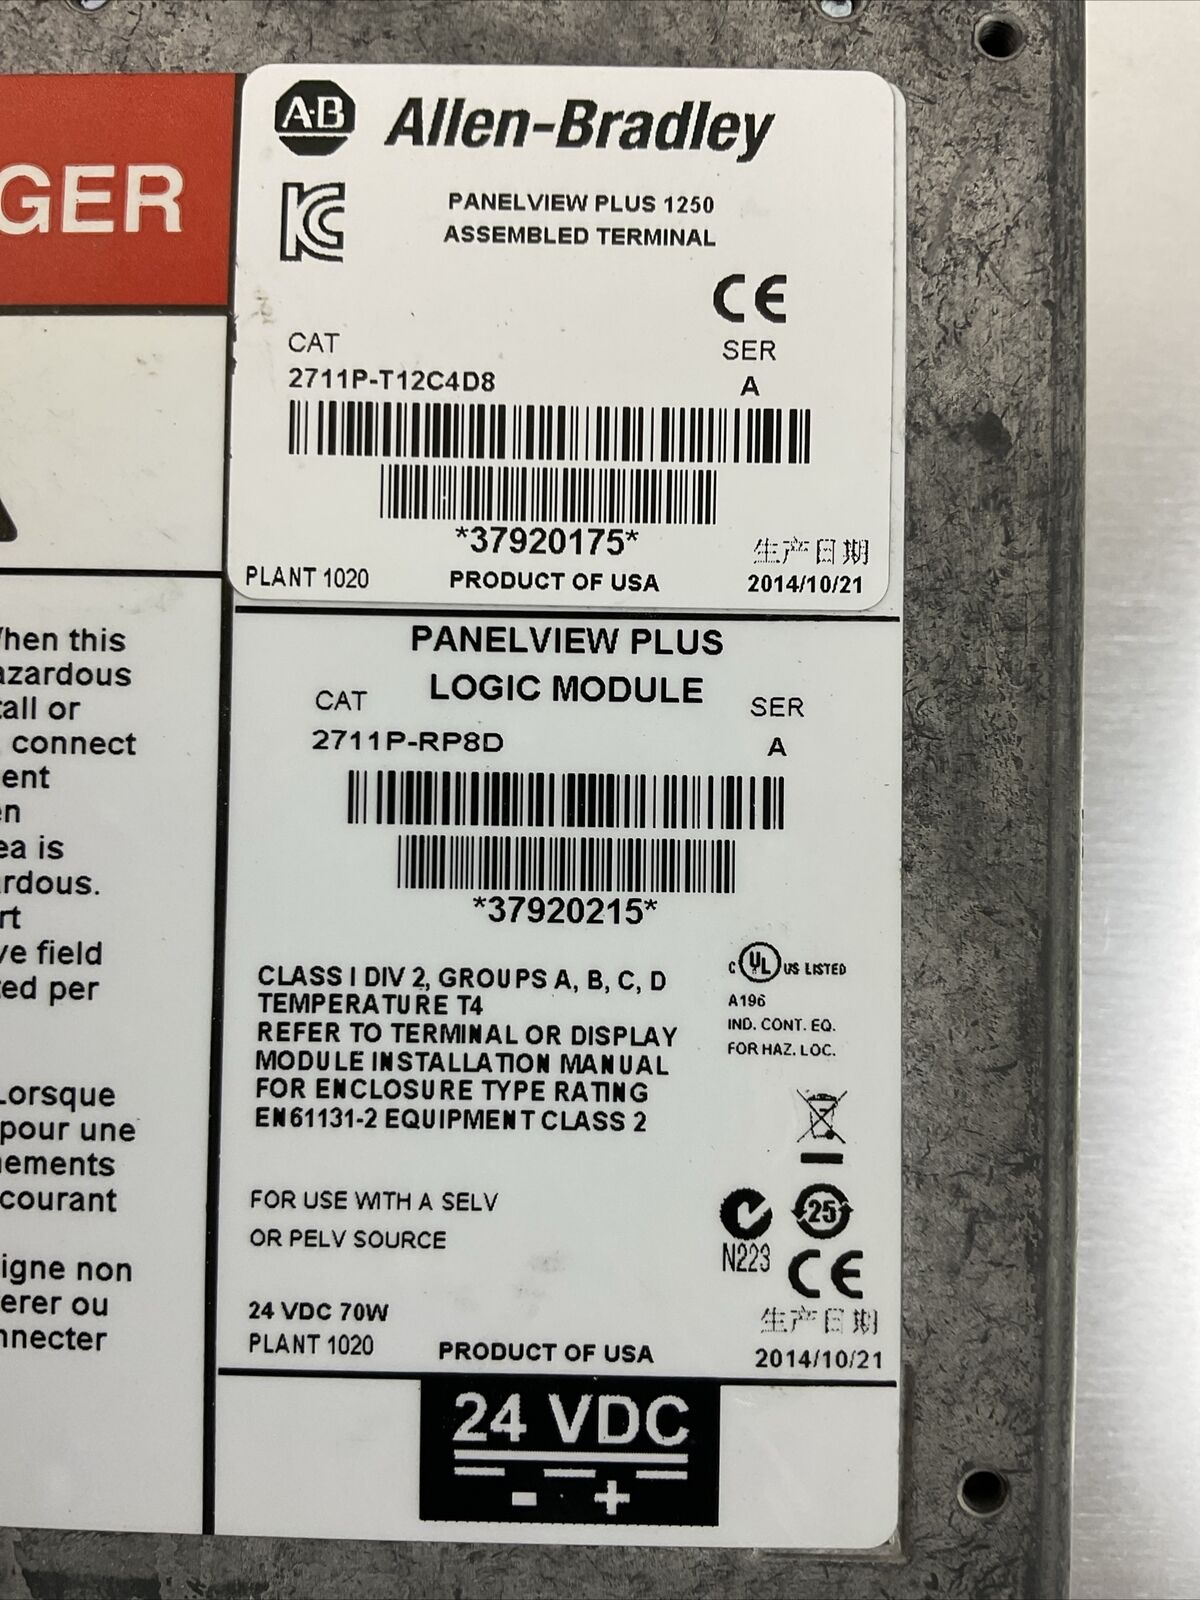 GER
A·B Allen-Bradley
PANELVIEW PLUS 1250
ASSEMBLED TERMINAL
CE
CAT
SER
2711P-T12C4D8
A
*37920175*
生产日期
PLANT 1020
PRODUCT OF USA
2014/10/21
PANELVIEW PLUS
LOGIC MODULE
CAT
SER
2711P-RP8D
A
*37920215*
CLASS I DIV 2, GROUPS A, B, C, D
TEMPERATURE T4
REFER TO TERMINAL OR DISPLAY
MODULE INSTALLATION MANUAL
FOR ENCLOSURE TYPE RATING
EN61131-2 EQUIPMENT CLASS 2
C UL US LISTED
A196
IND. CONT. EQ.
FOR HAZ. LOC.
FOR USE WITH A SELV
OR PELV SOURCE
25
N223
CE
24 VDC 70W
生产日期
PLANT 1020
PRODUCT OF USA
2014/10/21
24 VDC
- +
hen this
azardous
tall or
connect
ent
en
ea is
rdous.
rt
ve field
ted per
Lorsque
pour une
nements
courant
igne non
erer ou
nnecter